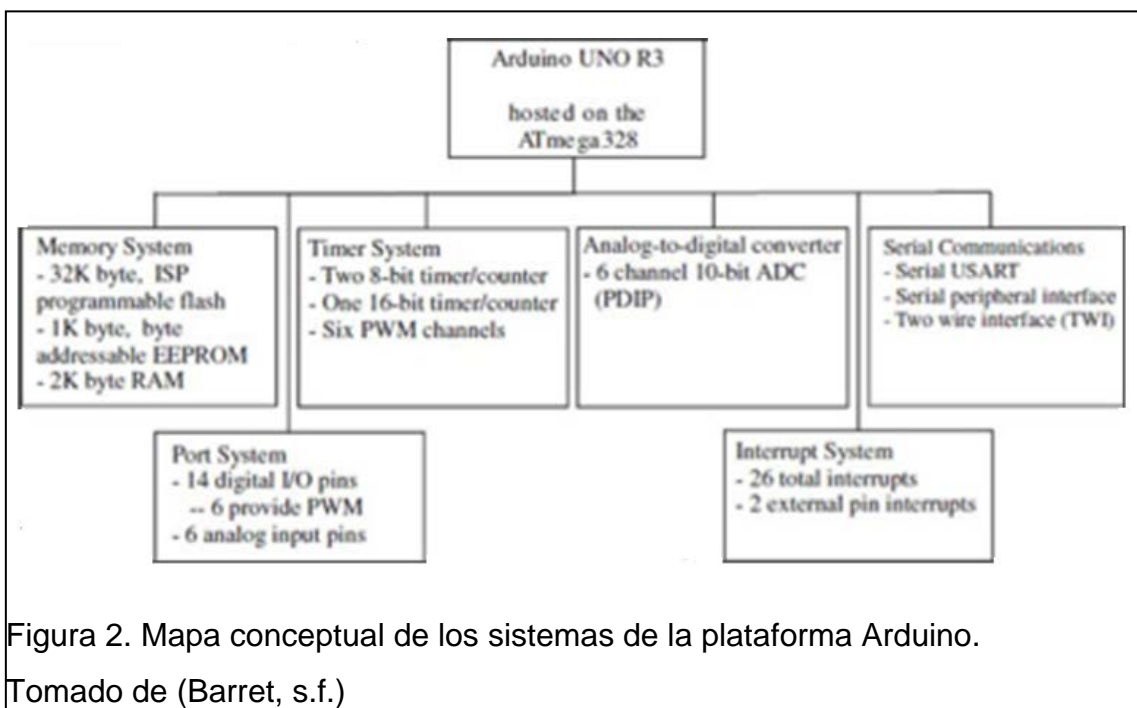 Arduino UNO R3
hosted on the
ATmega328
Memory System
- 32K byte, ISP
programmable flash
- 1K byte, byte
addressable EEPROM
- 2K byte RAM
Timer System
- Two 8-bit timer/counter
- One 16-bit timer/counter
- Six PWM channels
Analog-to-digital converter
- 6 channel 10-bit ADC
(PDIP)
Serial Communications
- Serial USART
- Serial peripheral interface
- Two wire interface (TWI)
Port System
- 14 digital I/O pins
-- 6 provide PWM
- 6 analog input pins
Interrupt System
- 26 total interrupts
- 2 external pin interrupts
Figura 2. Mapa conceptual de los sistemas de la plataforma Arduino.
Tomado de (Barret, s.f.)